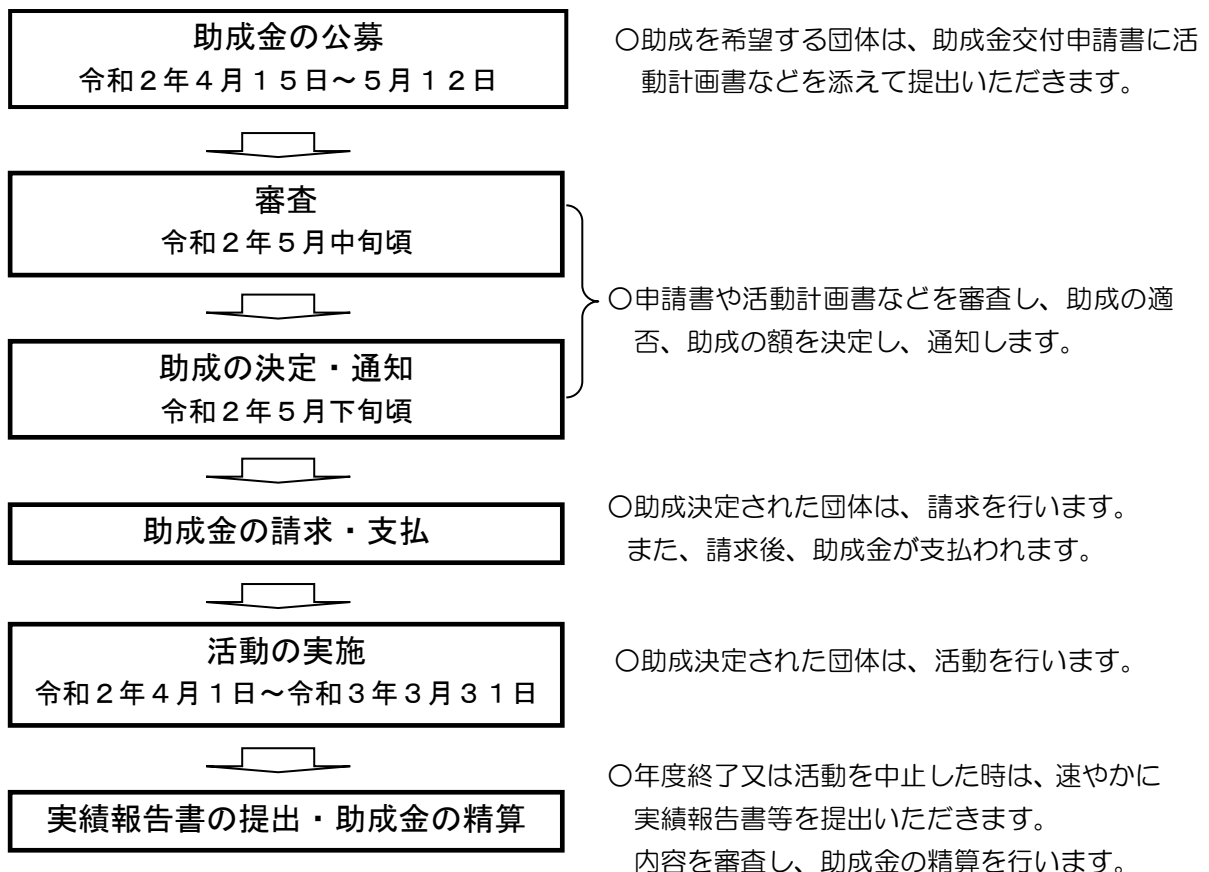 助成金の公募
令和２年４月１５日～５月１２日
〇助成を希望する団体は、助成金交付申請書に活
動計画書などを添えて提出いただきます。
審査
令和２年５月中旬頃
助成の決定・通知
令和２年５月下旬頃
〇申請書や活動計画書などを審査し、助成の適
否、助成の額を決定し、通知します。
助成金の請求・支払
〇助成決定された団体は、請求を行います。
また、請求後、助成金が支払われます。
活動の実施
令和２年４月１日～令和３年３月３１日
〇助成決定された団体は、活動を行います。
実績報告書の提出・助成金の精算
〇年度終了又は活動を中止した時は、速やかに
実績報告書等を提出いただきます。
内容を審査し、助成金の精算を行います。